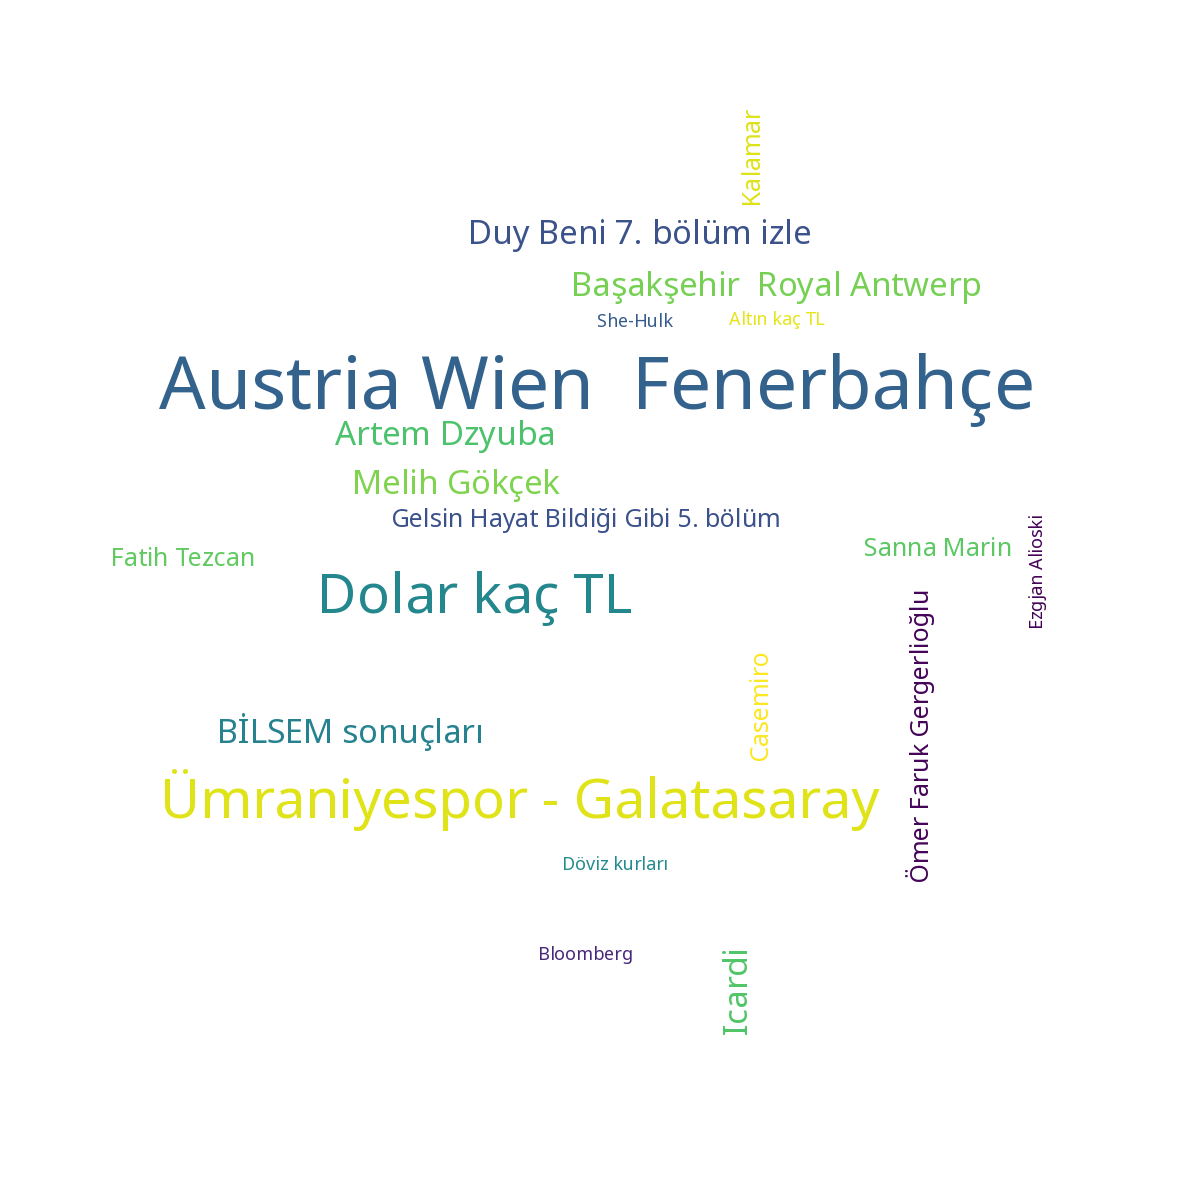 Kalamar
Duy Beni 7. bölüm izle
Başakşehir  Royal Antwerp
She-Hulk
Altın kaç TL
Austria Wien  Fenerbahçe
Artem Dzyuba
Melih Gökçek
Gelsin Hayat Bildiği Gibi 5. bölüm
Fatih Tezcan
Sanna Marin
Ezgjan Alioski
Dolar kaç TL
Ömer Faruk Gergerlioğlu
Casemiro
BİLSEM sonuçları
Ümraniyespor - Galatasaray
Döviz kurları
Bloomberg
Icardi